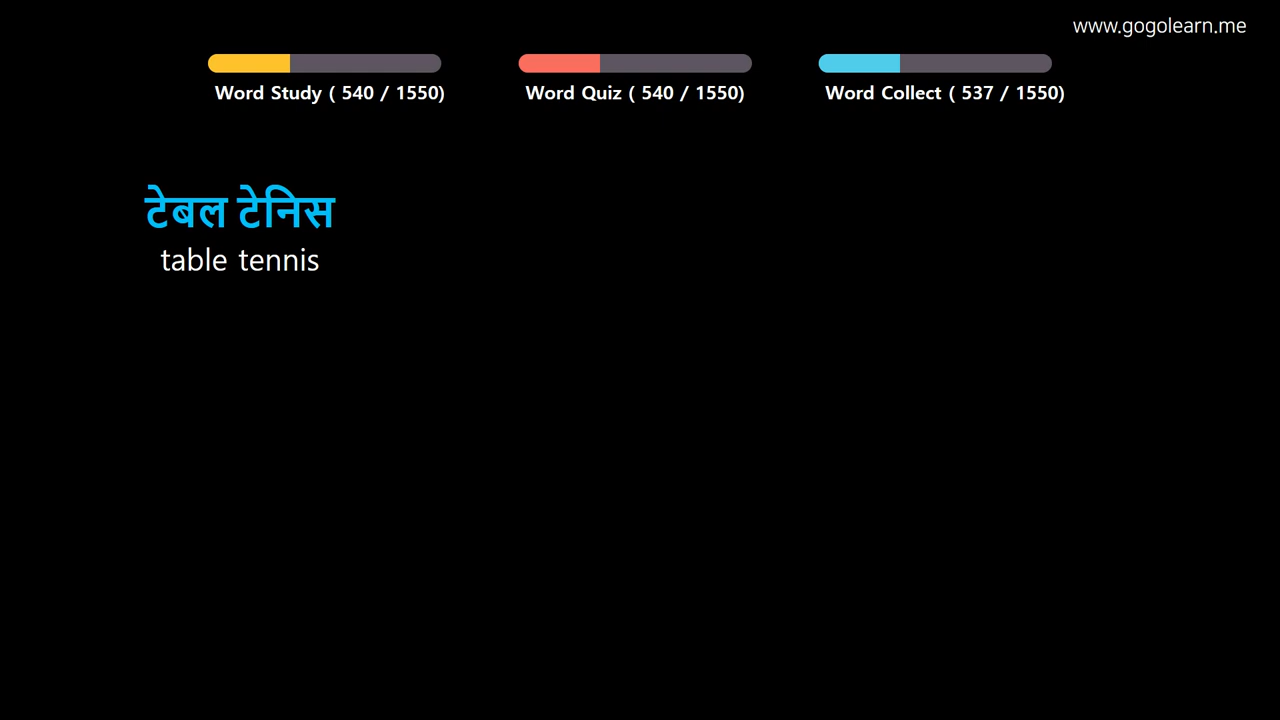 www.gogolearn.me
Word Study ( 540 / 1550)
Word Quiz ( 540 / 1550)
Word Collect ( 537 / 1550)
टेबल टेनिस
table tennis